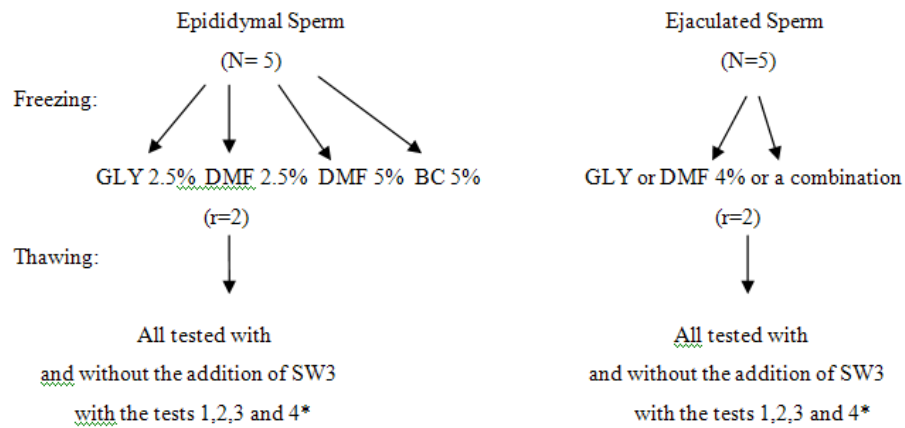 Epididymal Sperm
(N= 5)
Freezing:
GLY 2.5% DMF 2.5% DMF 5% BC 5%
(r=2)
Thawing:
All tested with
and without the addition of SW3
with the tests 1,2,3 and 4*
Ejaculated Sperm
(N=5)
GLY or DMF 4% or a combination
(r=2)
All tested with
and without the addition of SW3
with the tests 1,2,3 and 4*